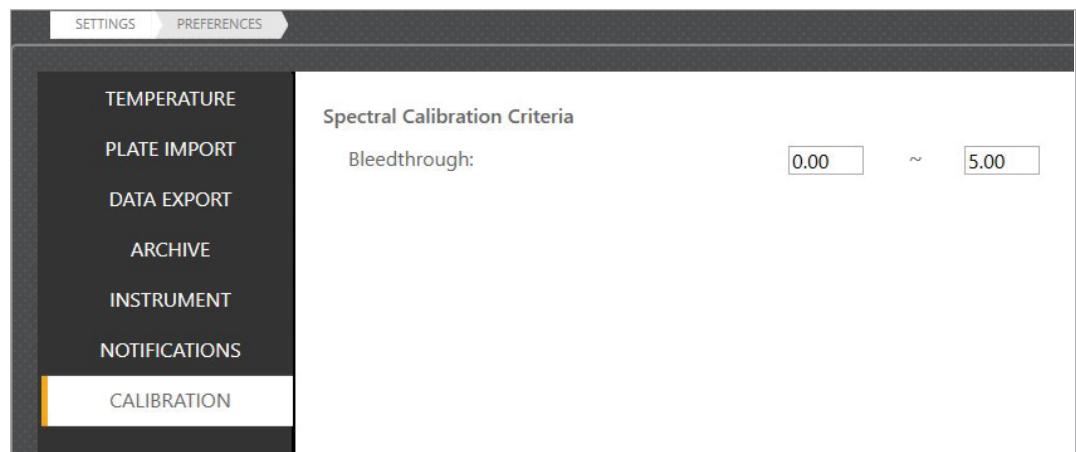 SETTINGS PREFERENCES
TEMPERATURE
PLATE IMPORT
DATA EXPORT
ARCHIVE
INSTRUMENT
NOTIFICATIONS
CALIBRATION
Spectral Calibration Criteria
Bleedthrough: 0.00 ~ 5.00